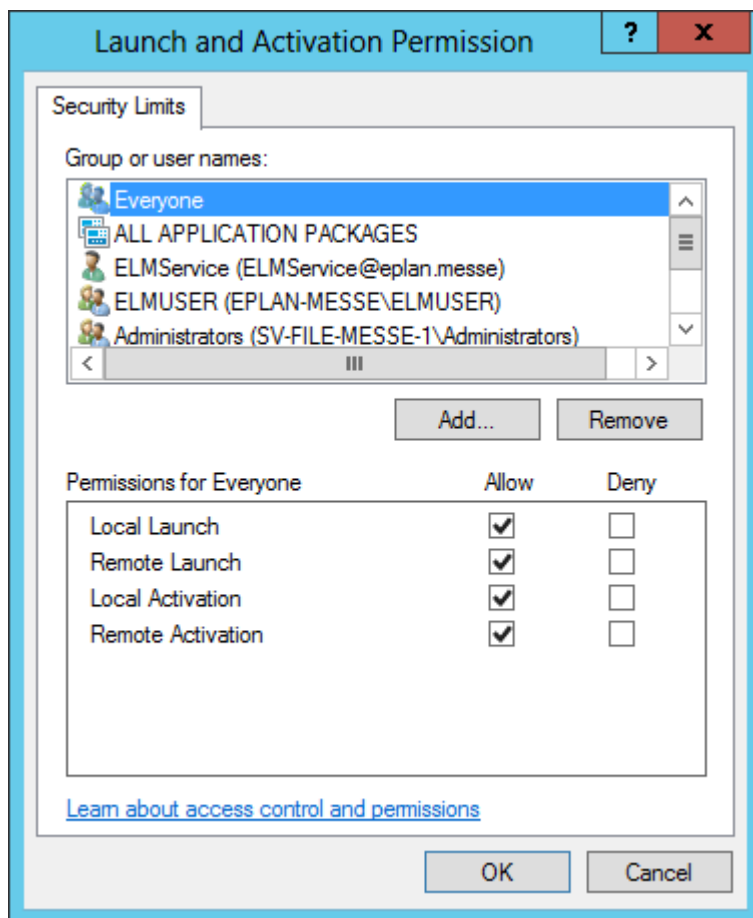 Launch and Activation Permission
?
x
Security Limits
Group or user names:
Everyone
ALL APPLICATION PACKAGES
ELMService (ELMService@eplan.messe)
ELMUSER (EPLAN-MESSE\ELMUSER)
Administrators (SV-FILE-MESSE-1\Administrators)
Add... Remove
Permissions for Everyone Allow Deny
Local Launch
Remote Launch
Local Activation
Remote Activation
Learn about access control and permissions
OK Cancel